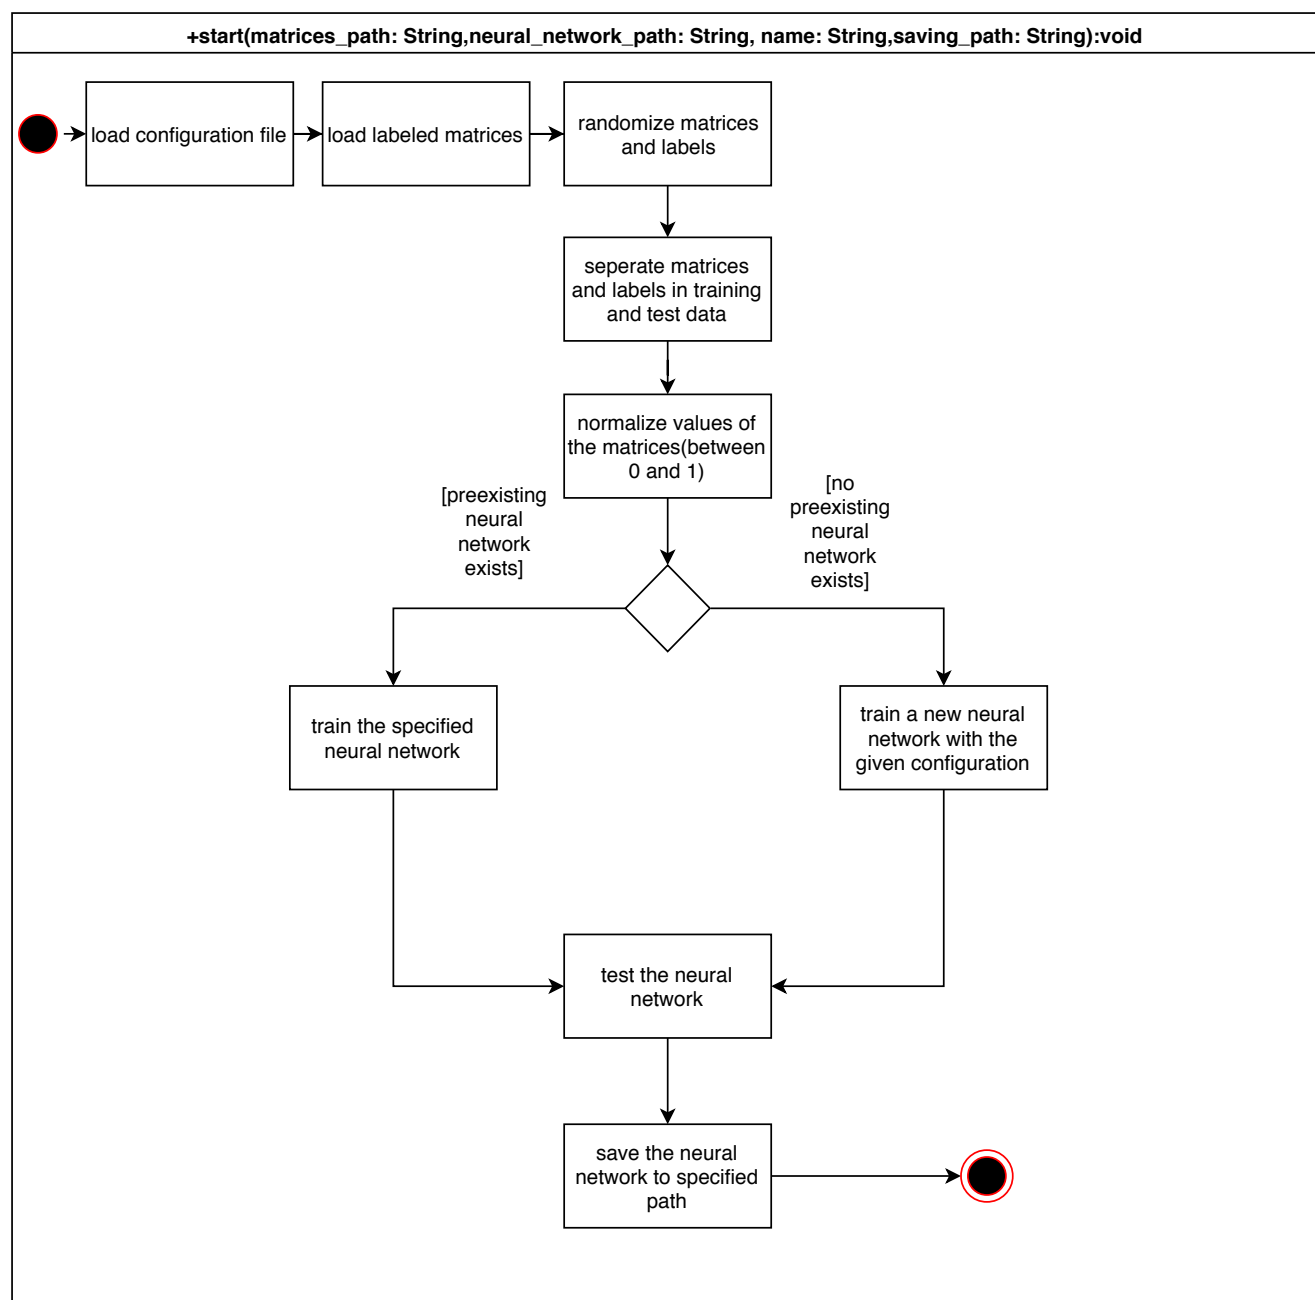 +start(matrices_path: String,neural_network_path: String, name: String,saving_path: String):void
load configuration file
load labeled matrices
randomize matrices
and labels
seperate matrices
and labels in training
and test data
normalize values of
the matrices(between
0 and 1)
[preexisting
neural
network
exists]
[no
preexisting
neural
network
exists]
train the specified
neural network
train a new neural
network with the
given configuration
test the neural
network
save the neural
network to specified
path